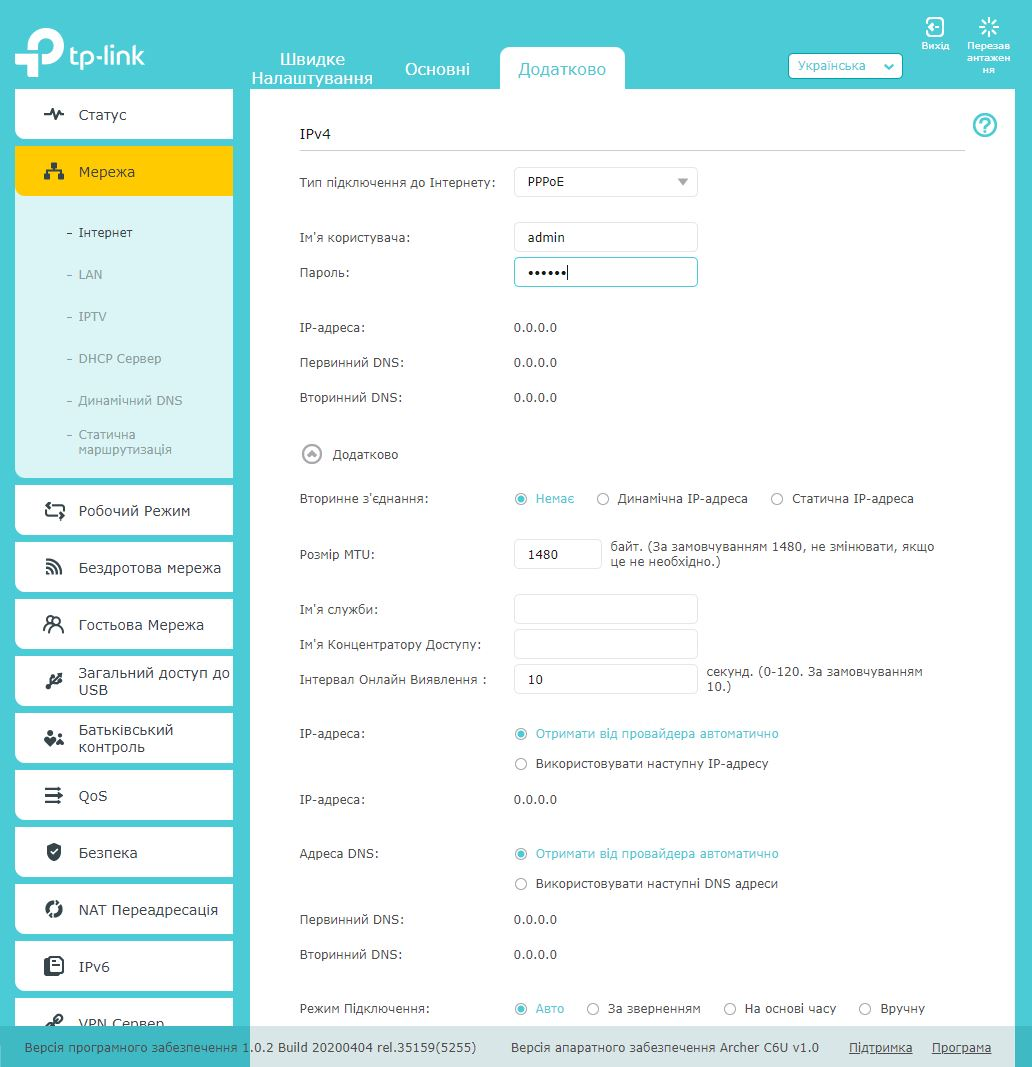 tp-link
Швидке
Налаштування
Основні
Додатково
Українська
Вихід
Перезав
антажен
ня
Статус
Мережа
– Інтернет
– LAN
– IPTV
– DHCP Сервер
– Динамічний DNS
– Статична
маршрутизація
Робочий Режим
Бездротова мережа
Гостьова Мережа
Загальний доступ до
USB
Батьківський
контроль
QoS
Безпека
NAT Переадресація
IPv6
VPN Сервер
IPv4
Тип підключення до Інтернету: PPPoE
Ім'я користувача: admin
Пароль: ••••••
IP-адреса: 0.0.0.0
Первинний DNS: 0.0.0.0
Вторинний DNS: 0.0.0.0
Додатково
Вторинне з'єднання: Немає Динамічна IP-адреса Статична IP-адреса
Розмір MTU: 1480 байт. (За замовчуванням 1480, не змінювати, якщо
це не необхідно.)
Ім'я служби:
Ім'я Концентратору Доступу:
Інтервал Онлайн Виявлення : 10 секунд. (0-120. За замовчуванням
10.)
IP-адреса: Отримати від провайдера автоматично
Використовувати наступну IP-адресу
IP-адреса: 0.0.0.0
Адреса DNS: Отримати від провайдера автоматично
Використовувати наступні DNS адреси
Первинний DNS: 0.0.0.0
Вторинний DNS: 0.0.0.0
Режим Підключення: Авто За зверненням На основі часу Вручну
Версія програмного забезпечення 1.0.2 Build 20200404 rel.35159(5255) Версія апаратного забезпечення Archer C6U v1.0 Підтримка Програма